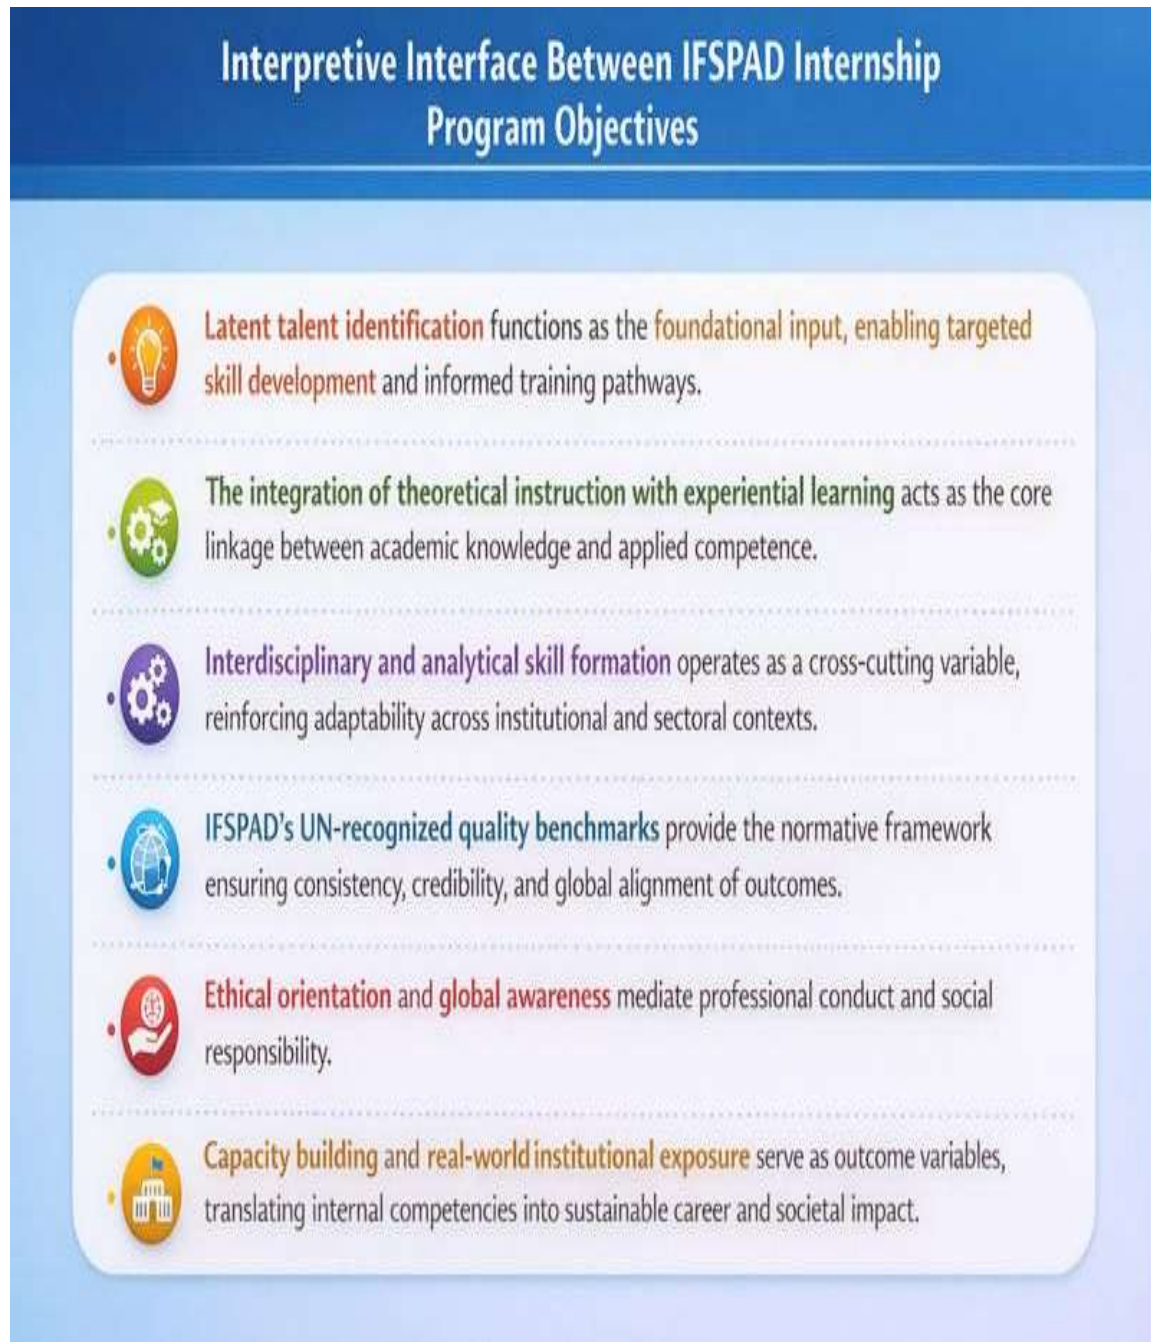 Interpretive Interface Between IFSPAD Internship
Program Objectives
Latent talent identification functions as the foundational input, enabling targeted
skill development and informed training pathways.
The integration of theoretical instruction with experiential learning acts as the core
linkage between academic knowledge and applied competence.
Interdisciplinary and analytical skill formation operates as a cross-cutting variable,
reinforcing adaptability across institutional and sectoral contexts.
IFSPAD's UN-recognized quality benchmarks provide the normative framework
ensuring consistency, credibility, and global alignment of outcomes.
Ethical orientation and global awareness mediate professional conduct and social
responsibility.
Capacity building and real-world institutional exposure serve as outcome variables,
translating internal competencies into sustainable career and societal impact.